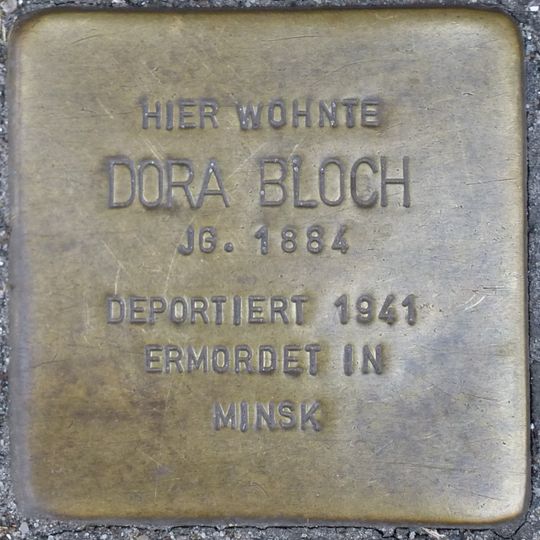 HIER WOHNTE
DORA BLOCH
JG. 1884
DEPORTIERT 1941
ERMORDET IN
MINSK